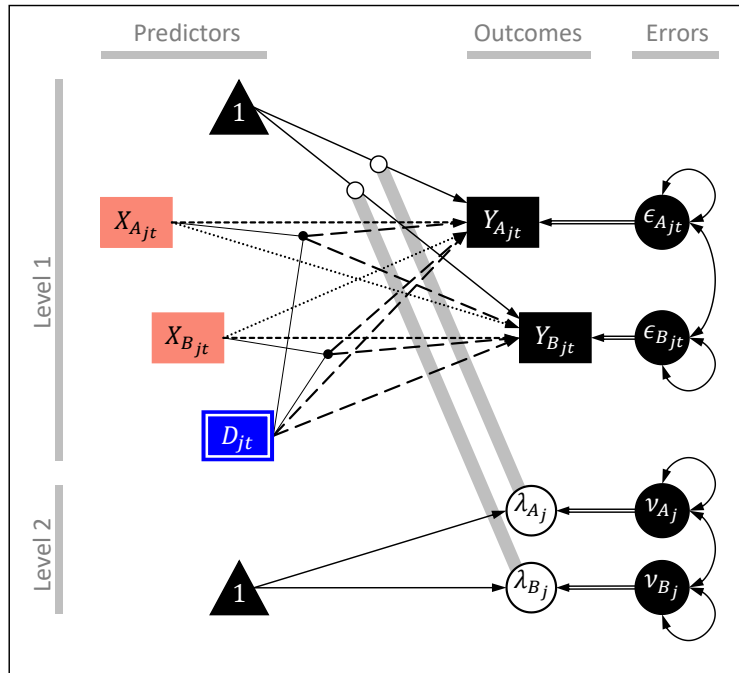 Predictors Outcomes Errors
Level 1
1
X_{A_{jt}} Y_{A_{jt}} ϵ_{A_{jt}}
X_{B_{jt}} Y_{B_{jt}} ϵ_{B_{jt}}
D_{jt}
Level 2
λ_{A_j} ν_{A_j}
1 λ_{B_j} ν_{B_j}